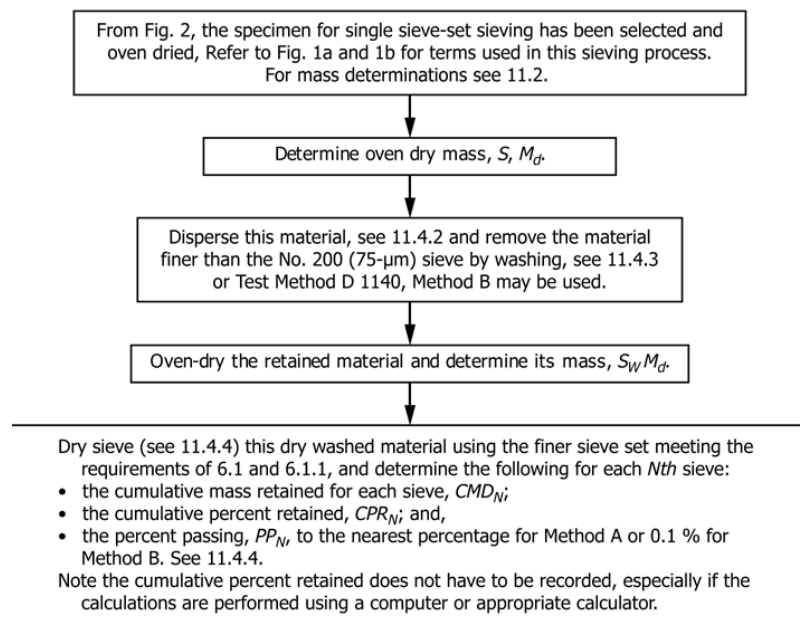 From Fig. 2, the specimen for single sieve-set sieving has been selected and
oven dried, Refer to Fig. 1a and 1b for terms used in this sieving process.
For mass determinations see 11.2.
Determine oven dry mass, S, Md.
Disperse this material, see 11.4.2 and remove the material
finer than the No. 200 (75-μm) sieve by washing, see 11.4.3
or Test Method D 1140, Method B may be used.
Oven-dry the retained material and determine its mass, SWMd.
Dry sieve (see 11.4.4) this dry washed material using the finer sieve set meeting the
requirements of 6.1 and 6.1.1, and determine the following for each Nth sieve:
• the cumulative mass retained for each sieve, CMDN;
• the cumulative percent retained, CPRN; and,
• the percent passing, PPN, to the nearest percentage for Method A or 0.1 % for
Method B. See 11.4.4.
Note the cumulative percent retained does not have to be recorded, especially if the
calculations are performed using a computer or appropriate calculator.